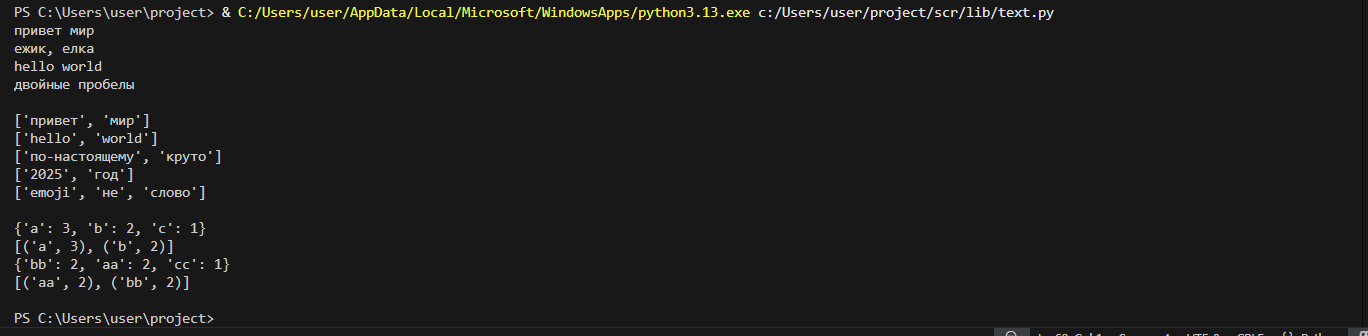 PS C:\Users\user\project> & C:/Users/user/AppData/Local/Microsoft/WindowsApps/python3.13.exe c:/Users/user/project/scr/lib/text.py
привет мир
ежик, елка
hello world
двойные пробелы
['привет', 'мир']
['hello', 'world']
['по-настоящему', 'круто']
['2025', 'год']
['emoji', 'не', 'слово']
{'a': 3, 'b': 2, 'c': 1}
[('a', 3), ('b', 2)]
{'bb': 2, 'aa': 2, 'cc': 1}
[('aa', 2), ('bb', 2)]
PS C:\Users\user\project>